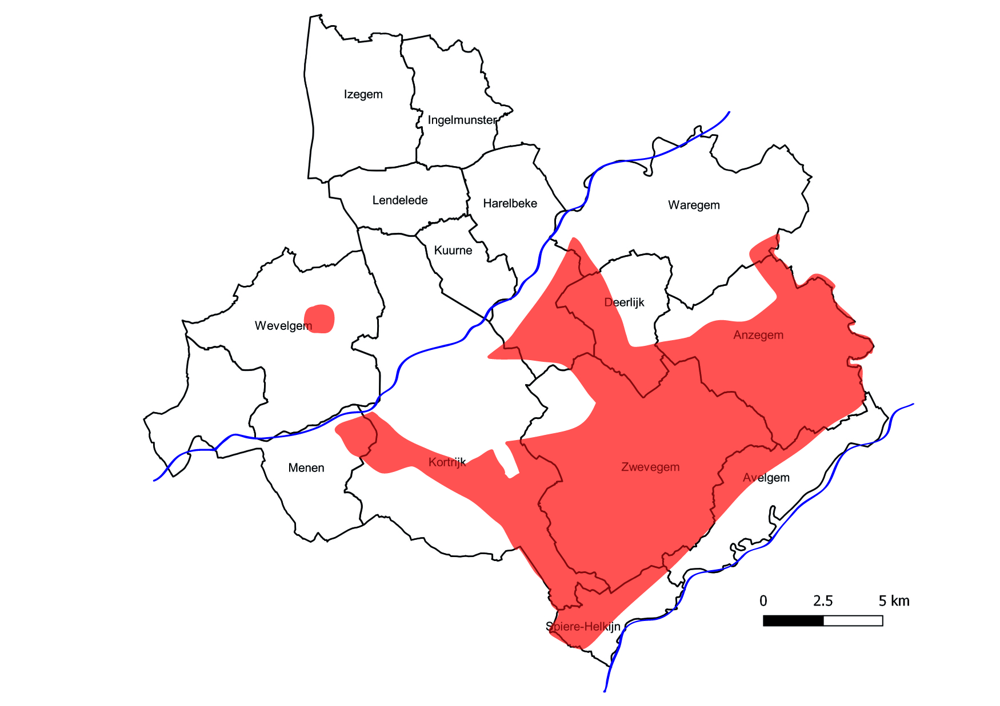 Izegem
Ingelmunster
Lendelede
Harelbeke
Waregem
Kuurne
Deerlijk
Wevelgem
Anzegem
Menen
Kortrijk
Zwevegem
Avelgem
0 2.5 5 km
Spiere-Helkijn